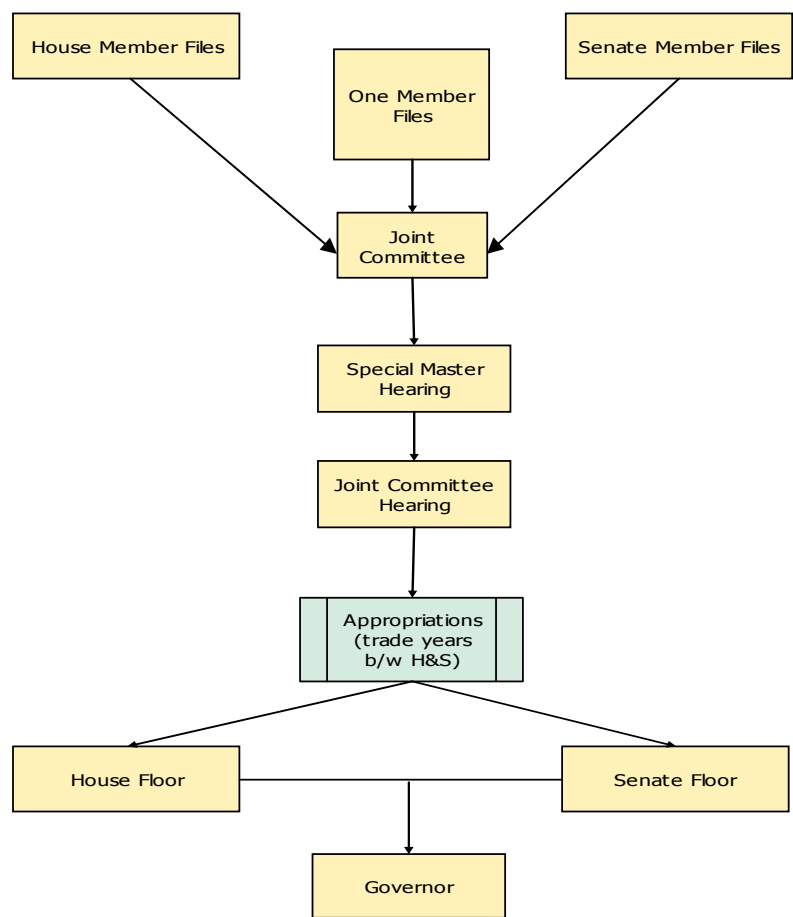 House Member Files
Senate Member Files
One Member
Files
Joint
Committee
Special Master
Hearing
Joint Committee
Hearing
Appropriations
(trade years
b/w H&S)
House Floor
Senate Floor
Governor